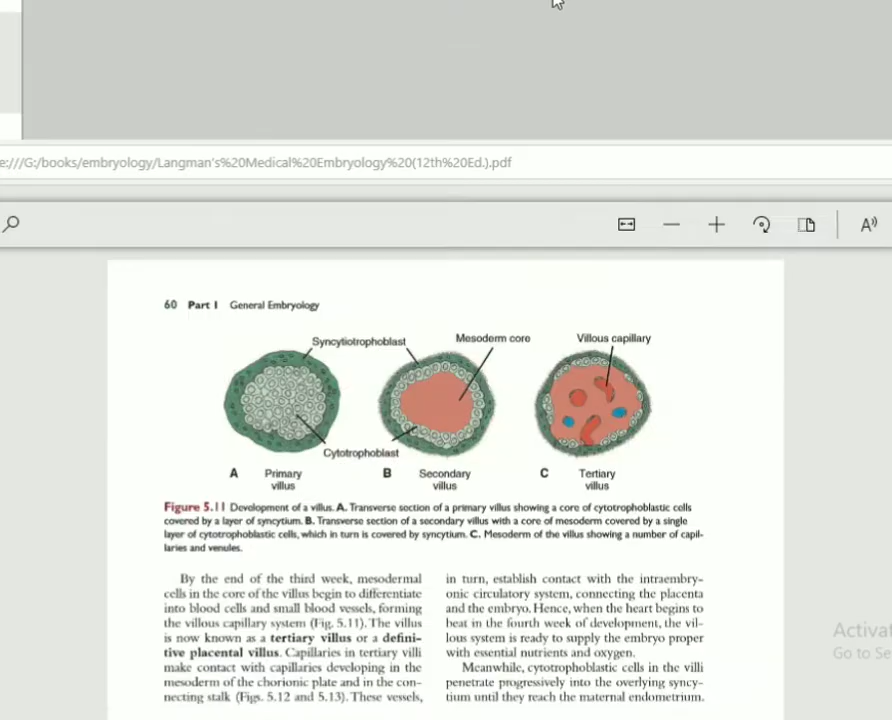 e:///G:/books/embryology/Langman's%20Medical%20Embryology%20(12th%20Ed.).pdf
A
60 Part I General Embryology
Syncytiotrophoblast
Mesoderm core
Villous capillary
Cytotrophoblast
A Primary
villus
B Secondary
villus
C Tertiary
villus
Figure 5.11 Development of a villus. A. Transverse section of a primary villus showing a core of cytotrophoblastic cells
covered by a layer of syncytium. B. Transverse section of a secondary villus with a core of mesoderm covered by a single
layer of cytotrophoblastic cells, which in turn is covered by syncytium. C. Mesoderm of the villus showing a number of capil-
laries and venules.
By the end of the third week, mesodermal
cells in the core of the villus begin to differentiate
into blood cells and small blood vessels, forming
the villous capillary system (Fig. 5.11). The villus
is now known as a tertiary villus or a defini-
tive placental villus. Capillaries in tertiary villi
make contact with capillaries developing in the
mesoderm of the chorionic plate and in the con-
necting stalk (Figs. 5.12 and 5.13). These vessels,
in turn, establish contact with the intraembry-
onic circulatory system, connecting the placenta
and the embryo. Hence, when the heart begins to
beat in the fourth week of development, the vil-
lous system is ready to supply the embryo proper
with essential nutrients and oxygen.
Meanwhile, cytotrophoblastic cells in the villi
penetrate progressively into the overlying syncy-
tium until they reach the maternal endometrium.
Activat
Go to Se